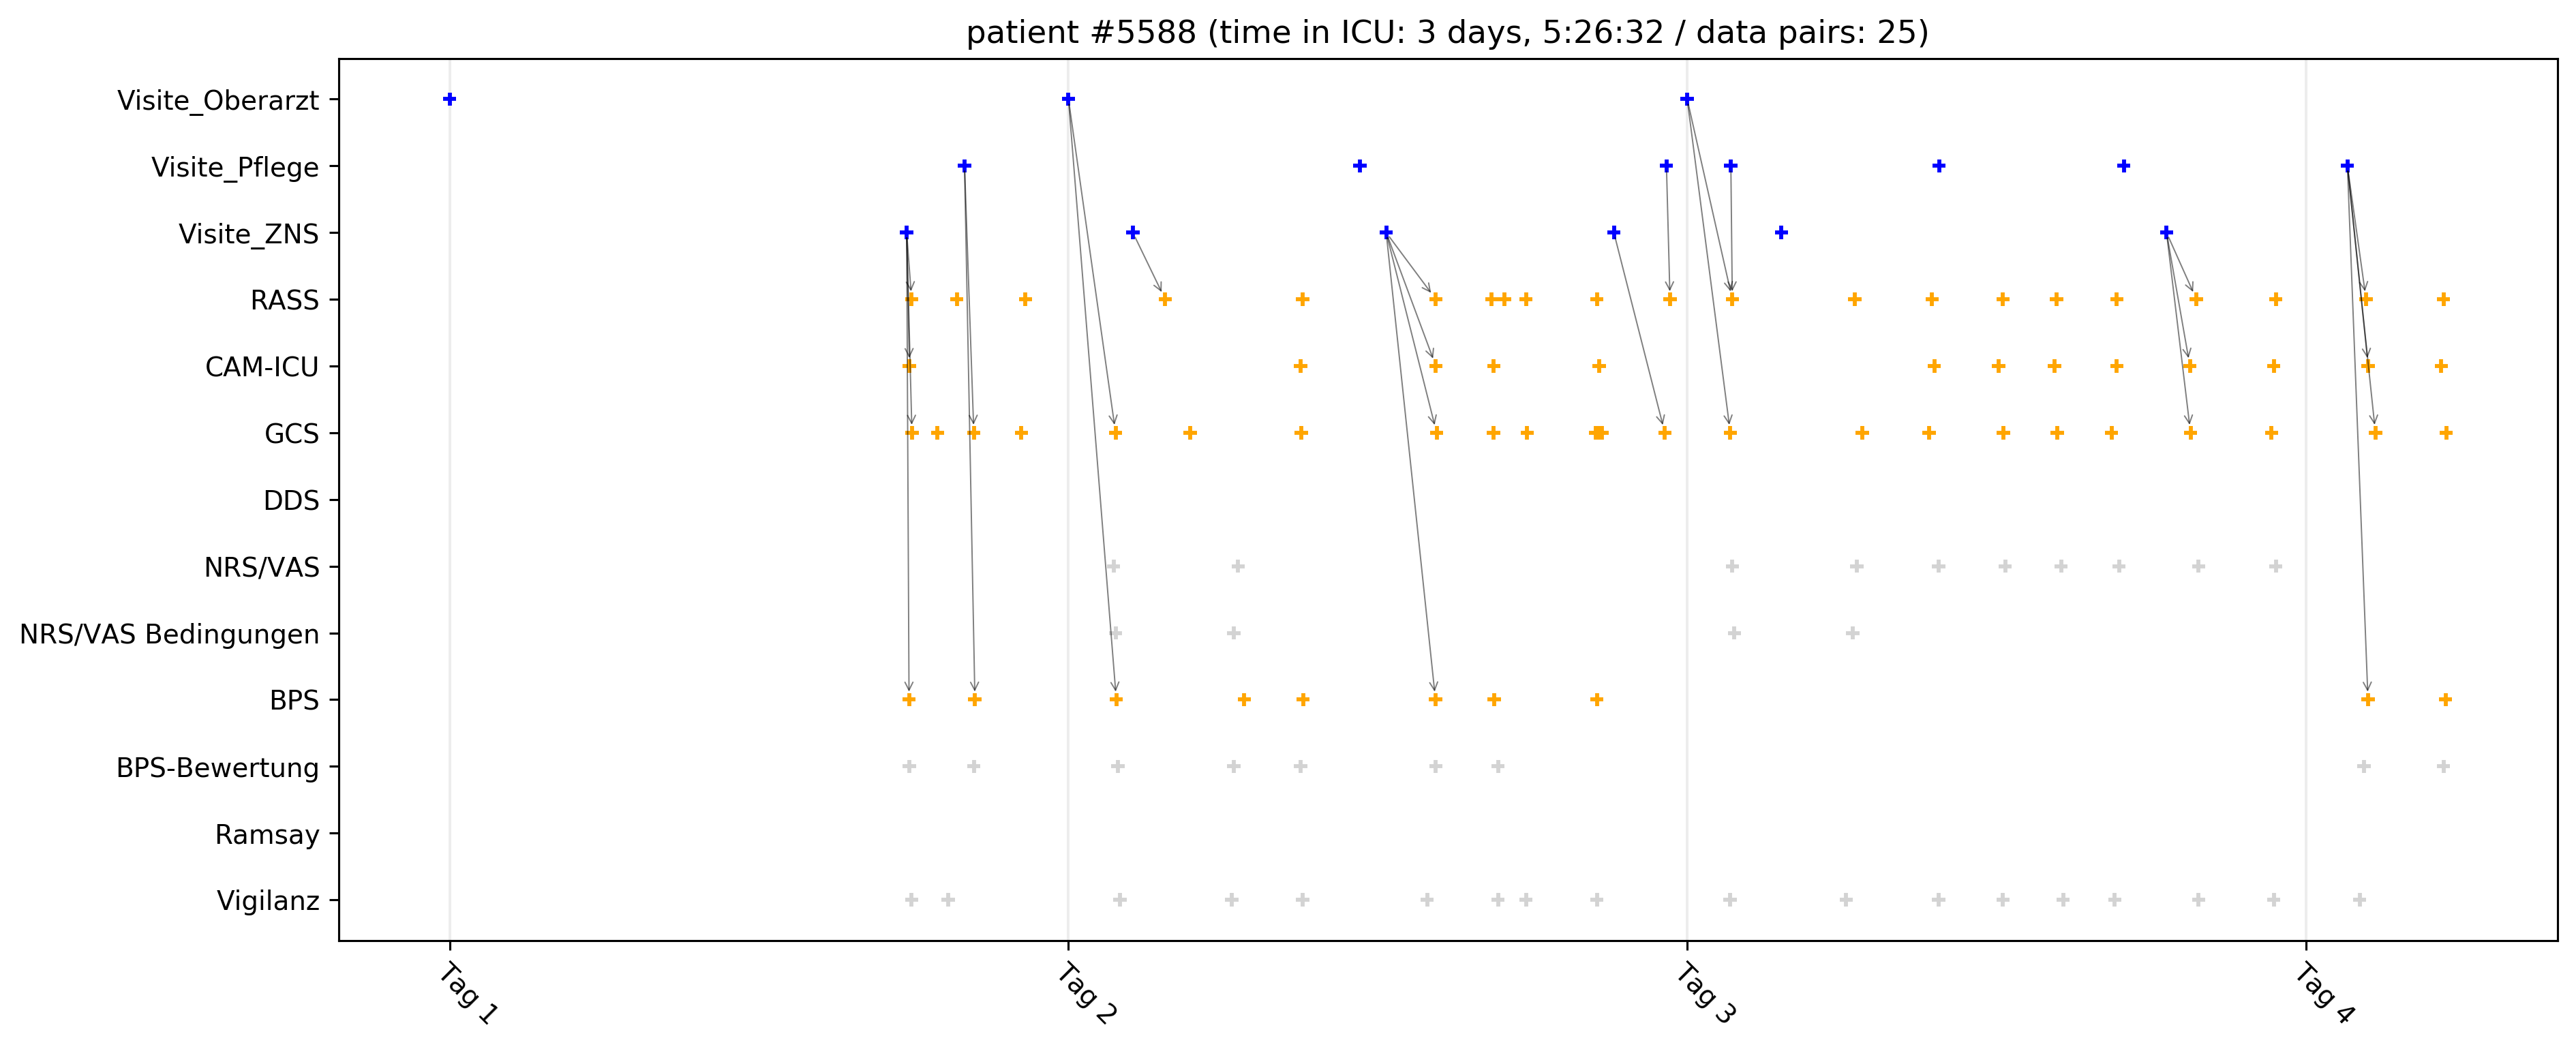 patient #5588 (time in ICU: 3 days, 5:26:32 / data pairs: 25)
Visite_Oberarzt
Visite_Pflege
Visite_ZNS
RASS
CAM-ICU
GCS
DDS
NRS/VAS
NRS/VAS Bedingungen
BPS
BPS-Bewertung
Ramsay
Vigilanz
Tag 1
Tag 2
Tag 3
Tag 4